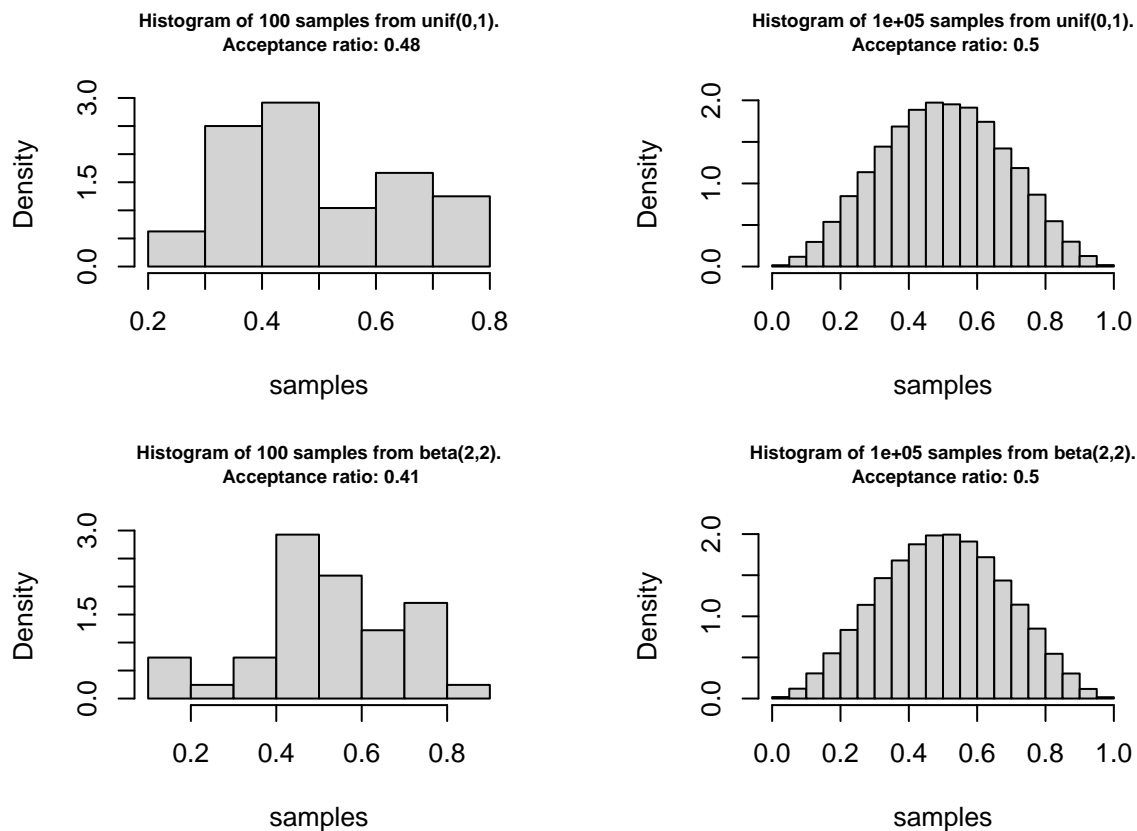 Histogram of 100 samples from unif(0,1).
Acceptance ratio: 0.48
Density
3.0
1.5
0.0
0.2 0.4 0.6 0.8
samples
Histogram of 1e+05 samples from unif(0,1).
Acceptance ratio: 0.5
Density
2.0
1.0
0.0
0.0 0.2 0.4 0.6 0.8 1.0
samples
Histogram of 100 samples from beta(2,2).
Acceptance ratio: 0.41
Density
3.0
1.5
0.0
0.2 0.4 0.6 0.8
samples
Histogram of 1e+05 samples from beta(2,2).
Acceptance ratio: 0.5
Density
2.0
1.0
0.0
0.0 0.2 0.4 0.6 0.8 1.0
samples